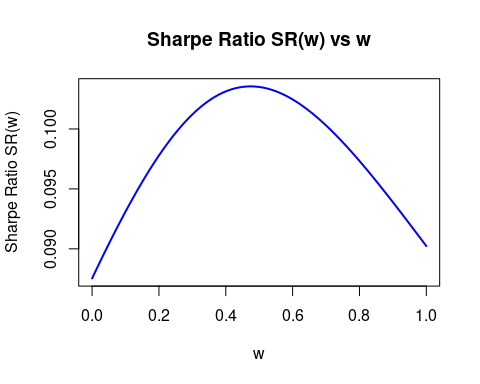 Sharpe Ratio SR(w) vs w
Sharpe Ratio SR(w)
0.100
0.095
0.090
0.0 0.2 0.4 0.6 0.8 1.0
w